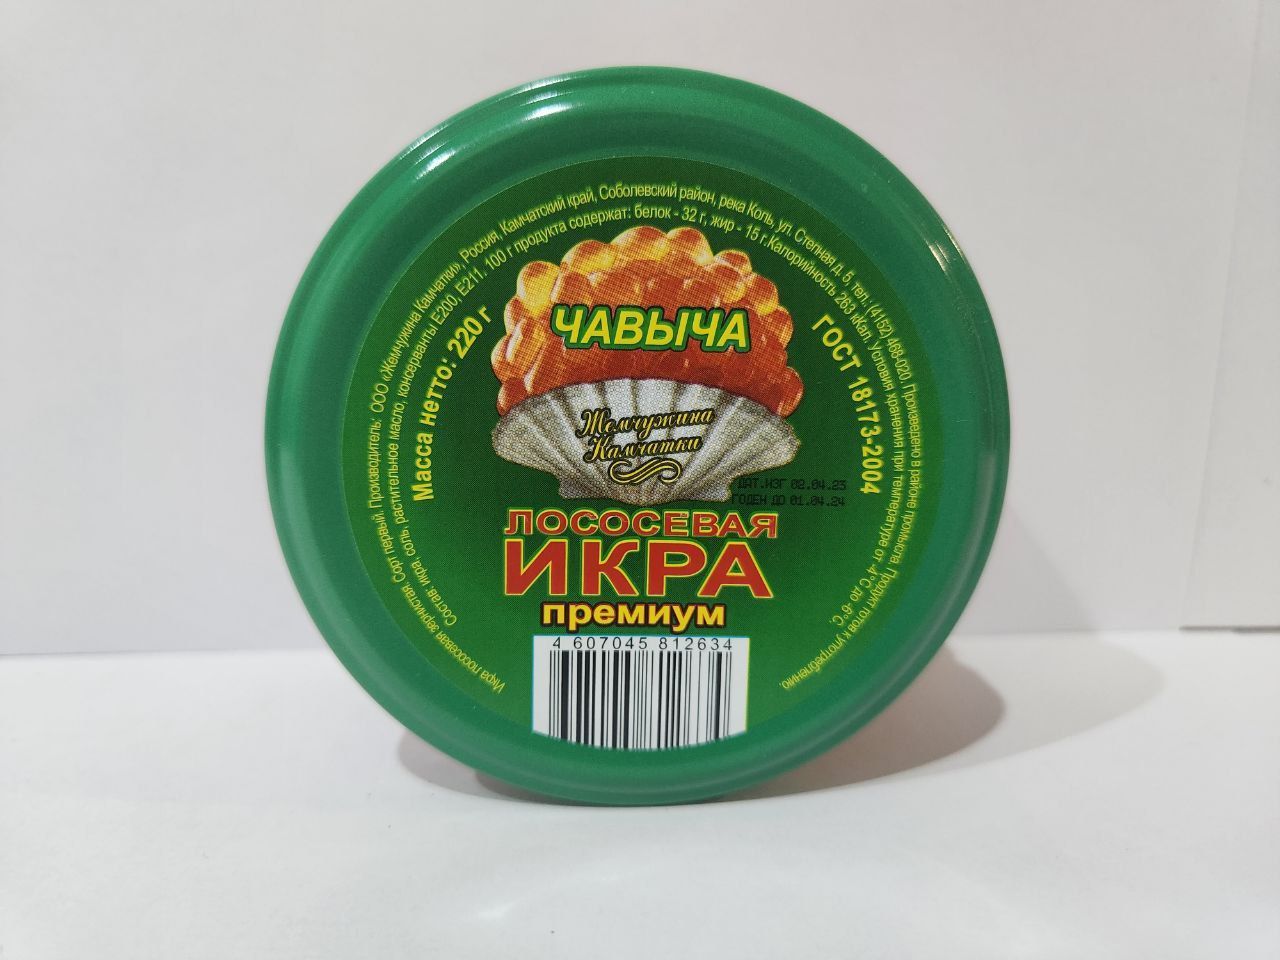 Икра лососевая зернистая. Сорт первый. Производитель: ООО «Жемчужина Камчатки», Россия, Камчатский край, Соболевский район, река Коль, ул. Степная д. 5, тел.: (4152) 468-020. Произведено в районе промысла. Продукт готов к употреблению.
Состав: икра, соль, растительное масло, консерванты Е200, Е211. 100 г продукта содержат: белок - 32 г, жир - 15 г. Калорийность 263 кКал. Условия хранения при температуре от -4°С до -6°С.
Масса нетто: 220 г
ГОСТ 18173-2004
ЧАВЫЧА
Жемчужина
Камчатки
ДАТ.ИЗГ 02.04.23
ГОДЕН ДО 01.04.24
ЛОСОСЕВАЯ
ИКРА
премиум
4 607045 812634